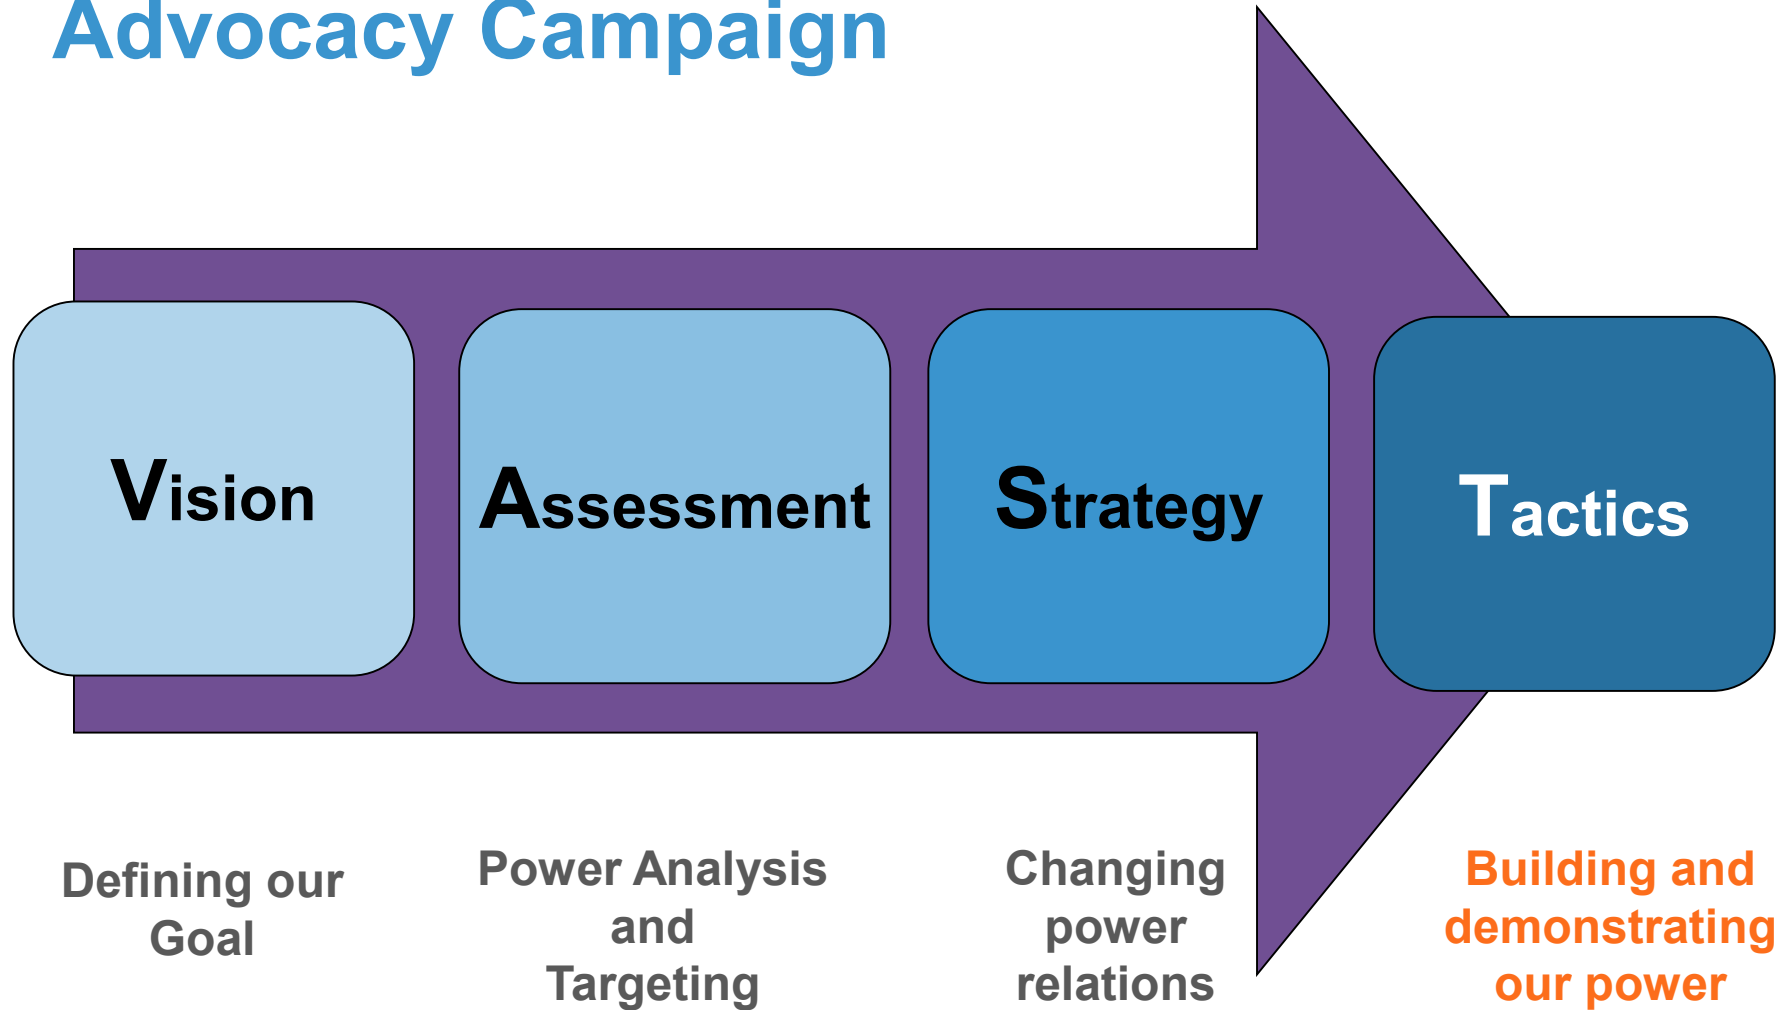 Advocacy Campaign
Vision
Assessment
Strategy
Tactics
Defining our
Goal
Power Analysis
and
Targeting
Changing
power
relations
Building and
demonstrating
our power